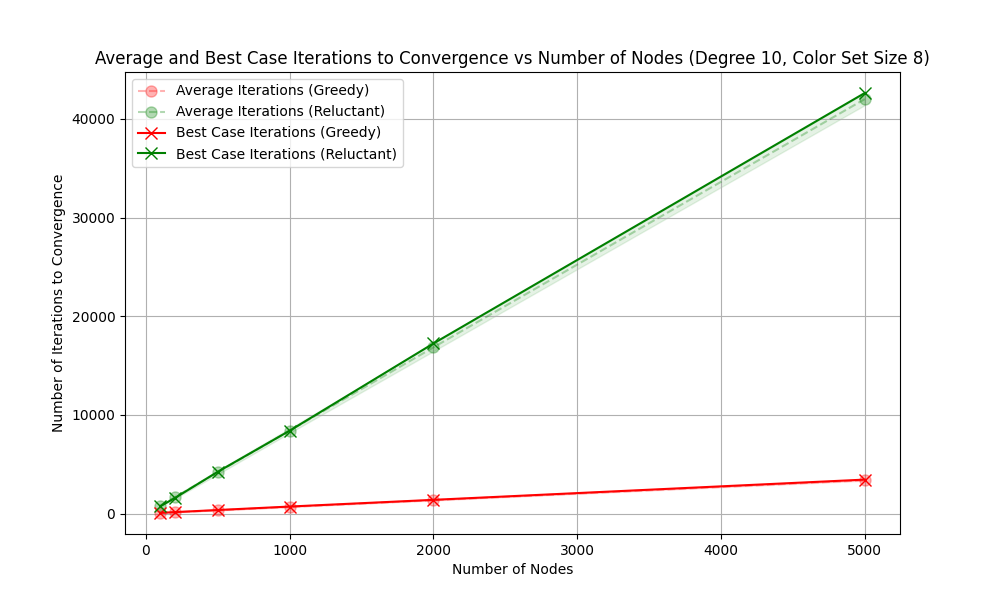 Average and Best Case Iterations to Convergence vs Number of Nodes (Degree 10, Color Set Size 8)
Average Iterations (Greedy)
Average Iterations (Reluctant)
Best Case Iterations (Greedy)
Best Case Iterations (Reluctant)
Number of Iterations to Convergence
40000
30000
20000
10000
0
0 1000 2000 3000 4000 5000
Number of Nodes